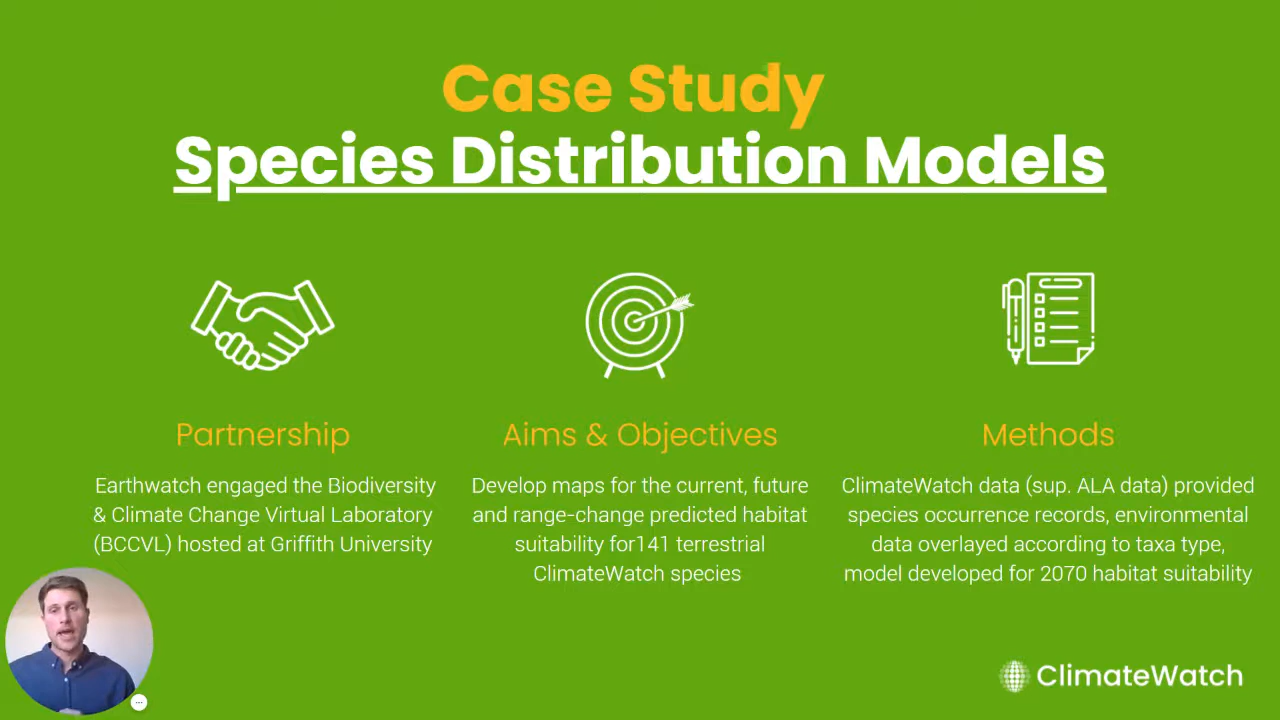 Case Study
Species Distribution Models
Partnership
Earthwatch engaged the Biodiversity
& Climate Change Virtual Laboratory
(BCCVL) hosted at Griffith University
Aims & Objectives
Develop maps for the current, future
and range-change predicted habitat
suitability for141 terrestrial
ClimateWatch species
Methods
ClimateWatch data (sup. ALA data) provided
species occurrence records, environmental
data overlayed according to taxa type,
model developed for 2070 habitat suitability
ClimateWatch